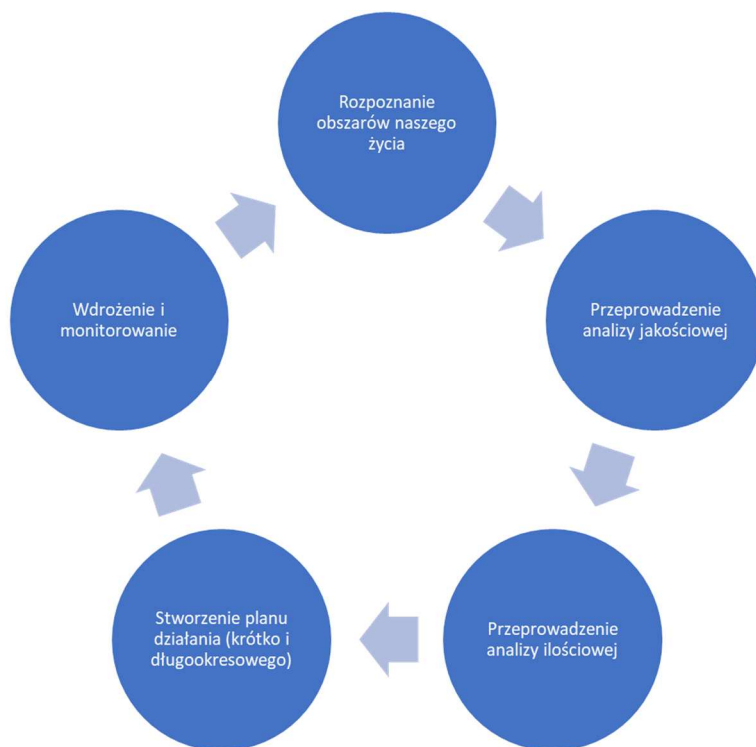 Rozpoznanie
obszarów naszego
życia
Przeprowadzenie
analizy jakościowej
Przeprowadzenie
analizy ilościowej
Stworzenie planu
działania (krótko i
długookresowego)
Wdrożenie i
monitorowanie